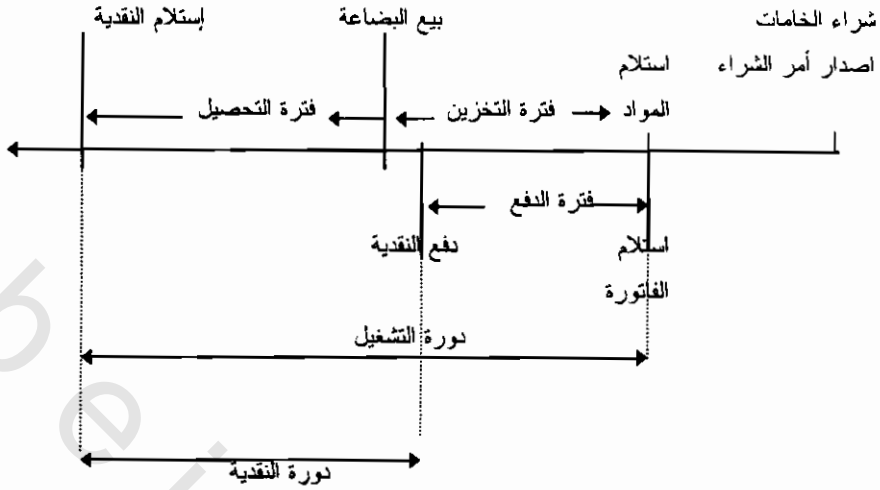 شراء الخامات
بيع البضاعة
إستلام النقدية
اصدار أمر الشراء
استلام
المواد
فترة التخزين
فترة التحصيل
فترة الدفع
استلام
الفاتورة
دفع النقدية
دورة التشغيل
دورة النقدية